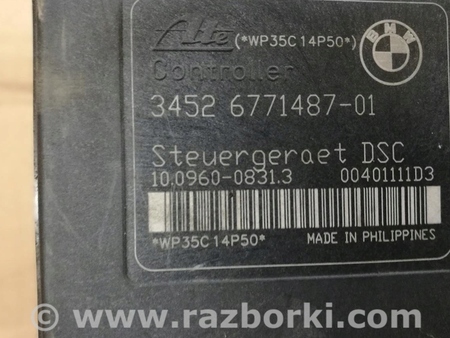 Ate (*WP35C14P50*) BMW
Controller
3452 6771487-01
Steuergeraet DSC
10.0960-0831.3 00401111D3
*WP35C14P50* MADE IN PHILIPPINES
© www.razborki.com